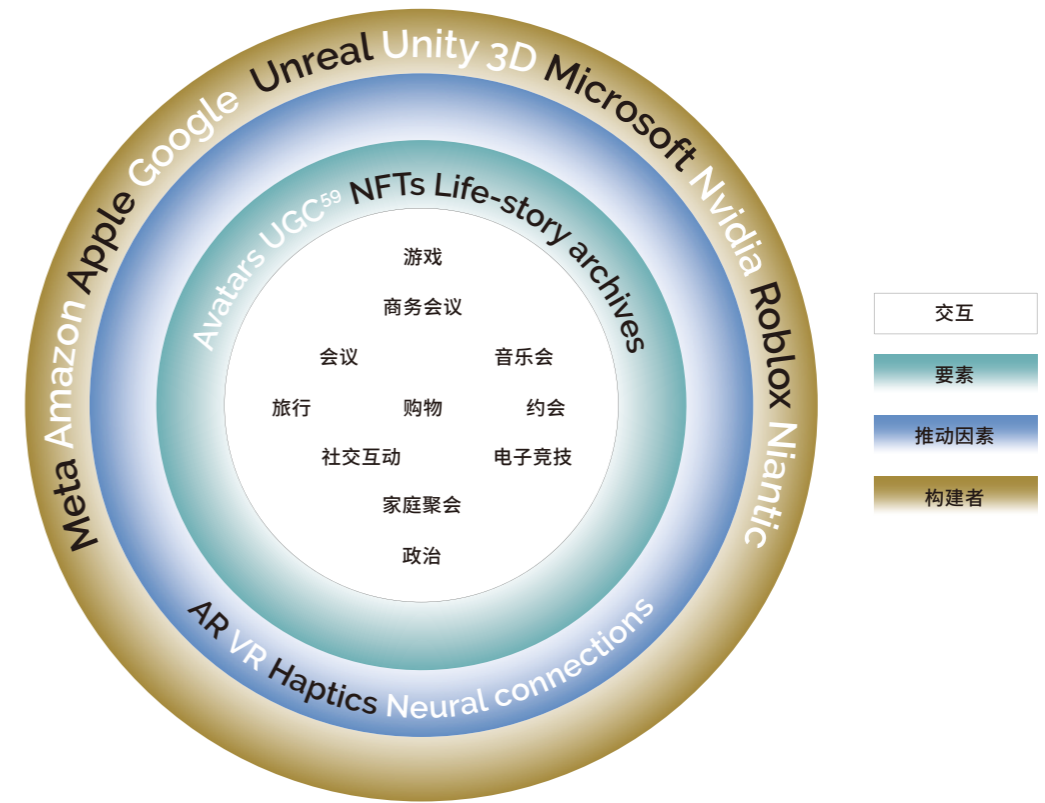 Meta Amazon Apple Google Unreal Unity 3D Microsoft Nvidia Roblox Niantic
Avatars UGC59 NFTs Life-story archives
游戏
商务会议
会议 音乐会
旅行 购物 约会
社交互动 电子竞技
家庭聚会
政治
AR VR Haptics Neural connections
交互
要素
推动因素
构建者